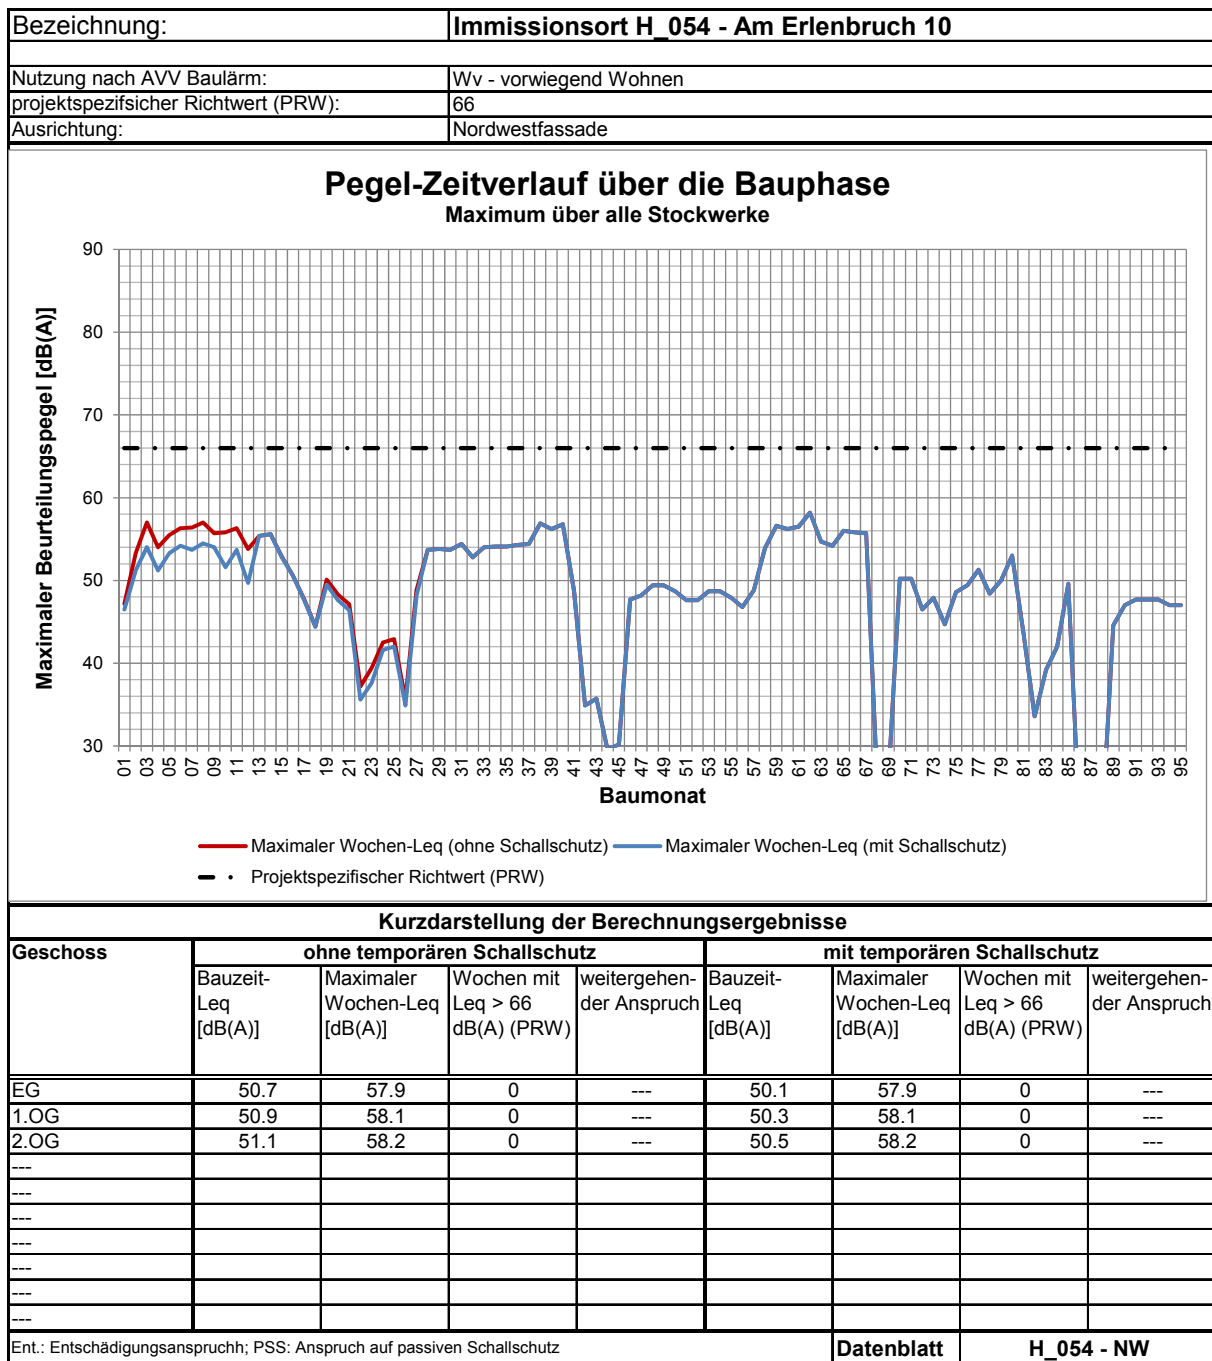 Bezeichnung: Immissionsort H_054 - Am Erlenbruch 10
Nutzung nach AVV Baulärm: Wv - vorwiegend Wohnen
projektspezifsicher Richtwert (PRW): 66
Ausrichtung: Nordwestfassade
Pegel-Zeitverlauf über die Bauphase
Maximum über alle Stockwerke
Maximaler Beurteilungspegel [dB(A)]
90
80
70
60
50
40
30
01 03 05 07 09 11 13 15 17 19 21 23 25 27 29 31 33 35 37 39 41 43 45 47 49 51 53 55 57 59 61 63 65 67 69 71 73 75 77 79 81 83 85 87 89 91 93 95
Baumonat
Maximaler Wochen-Leq (ohne Schallschutz) Maximaler Wochen-Leq (mit Schallschutz)
Projektspezifischer Richtwert (PRW)
Kurzdarstellung der Berechnungsergebnisse
Geschoss ohne temporären Schallschutz mit temporären Schallschutz
Bauzeit- Maximaler Wochen mit weitergehen- Bauzeit- Maximaler Wochen mit weitergehen-
Leq Wochen-Leq Leq > 66 der Anspruch Leq Wochen-Leq Leq > 66 der Anspruch
[dB(A)] [dB(A)] dB(A) (PRW) [dB(A)] [dB(A)] dB(A) (PRW)
EG 50.7 57.9 0 --- 50.1 57.9 0 ---
1.OG 50.9 58.1 0 --- 50.3 58.1 0 ---
2.OG 51.1 58.2 0 --- 50.5 58.2 0 ---
---
---
---
---
---
---
---
Ent.: Entschädigungsanspruchh; PSS: Anspruch auf passiven Schallschutz Datenblatt H_054 - NW